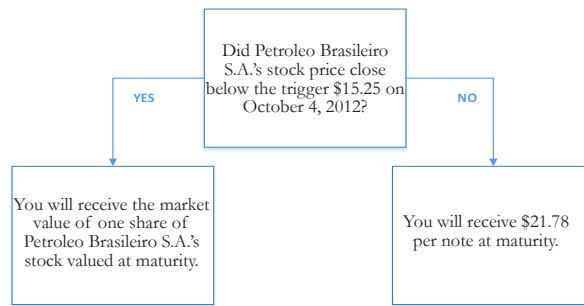 Did Petroleo Brasileiro
S.A.'s stock price close
below the trigger $15.25 on
October 4, 2012?
YES
NO
You will receive the market
value of one share of
Petroleo Brasileiro S.A.'s
stock valued at maturity.
You will receive $21.78
per note at maturity.